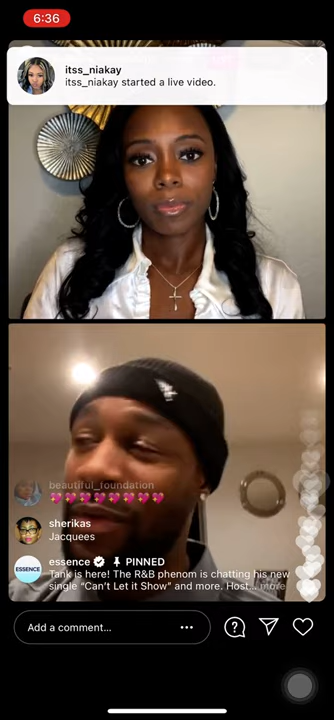 6:36
itss_niakay
itss_niakay started a live video.
beautiful_foundation
sherikas
Jacquees
essence PINNED
ESSENCE
Tank is here! The R&B phenom is chatting his new
single “Can’t Let it Show” and more. Host... more
Add a comment...